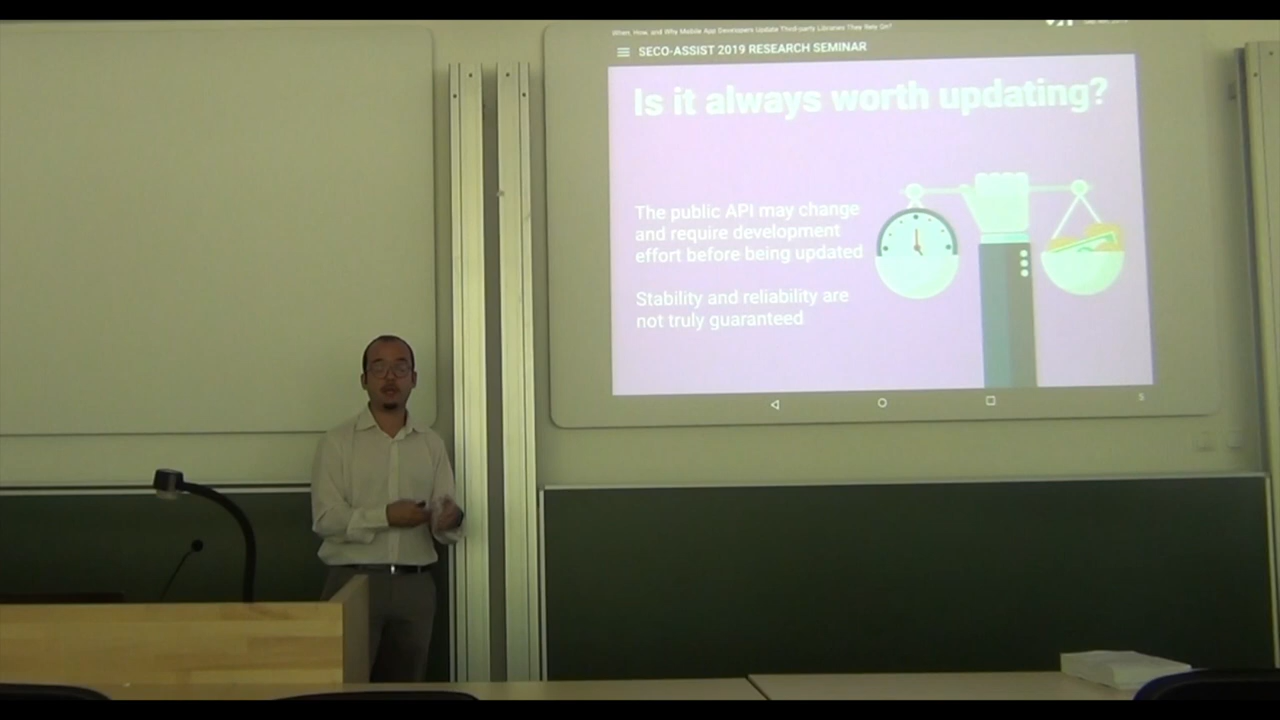 When, How, and Why Mobile App Developers Update Third-party Libraries They Rely On?
SECO-ASSIST 2019 RESEARCH SEMINAR
Is it always worth updating?
The public API may change
and require development
effort before being updated
Stability and reliability are
not truly guaranteed
5